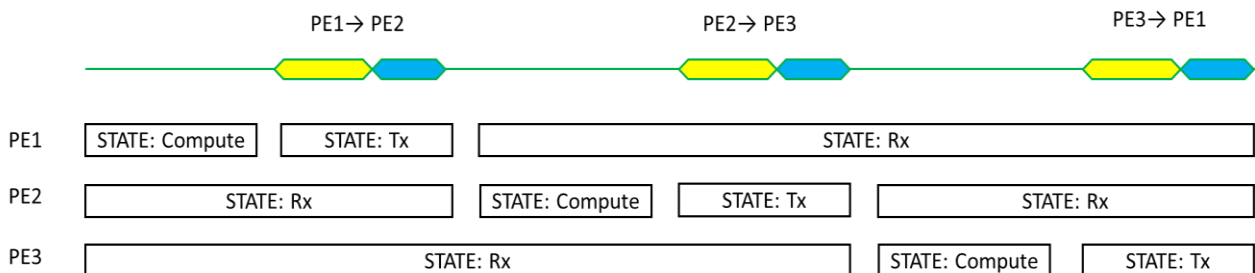 PE1→ PE2 PE2→ PE3 PE3→ PE1
PE1 STATE: Compute STATE: Tx STATE: Rx
PE2 STATE: Rx STATE: Compute STATE: Tx STATE: Rx
PE3 STATE: Rx STATE: Compute STATE: Tx